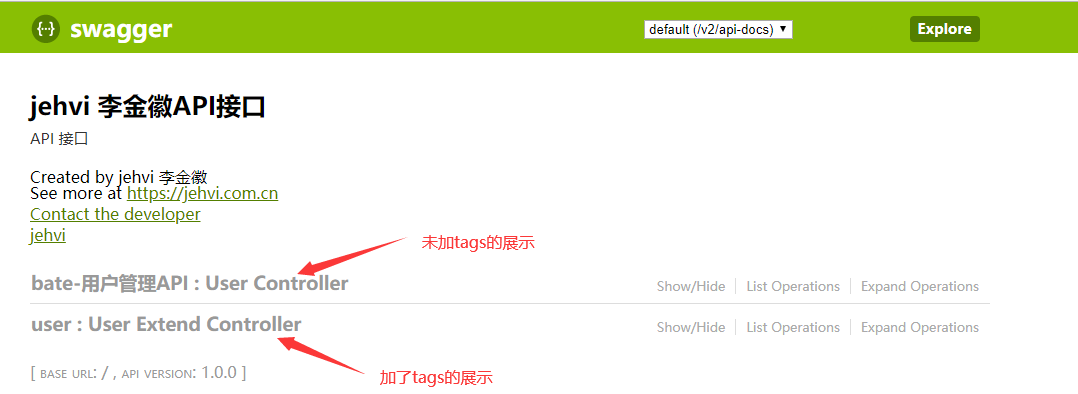 swagger
default (/v2/api-docs)
Explore
jehvi 李金徽API接口
API 接口
Created by jehvi 李金徽
See more at https://jehvi.com.cn
Contact the developer
jehvi
未加tags的展示
bate-用户管理API : User Controller
Show/Hide
List Operations
Expand Operations
user : User Extend Controller
Show/Hide
List Operations
Expand Operations
[ BASE URL: / , API VERSION: 1.0.0 ]
加了tags的展示